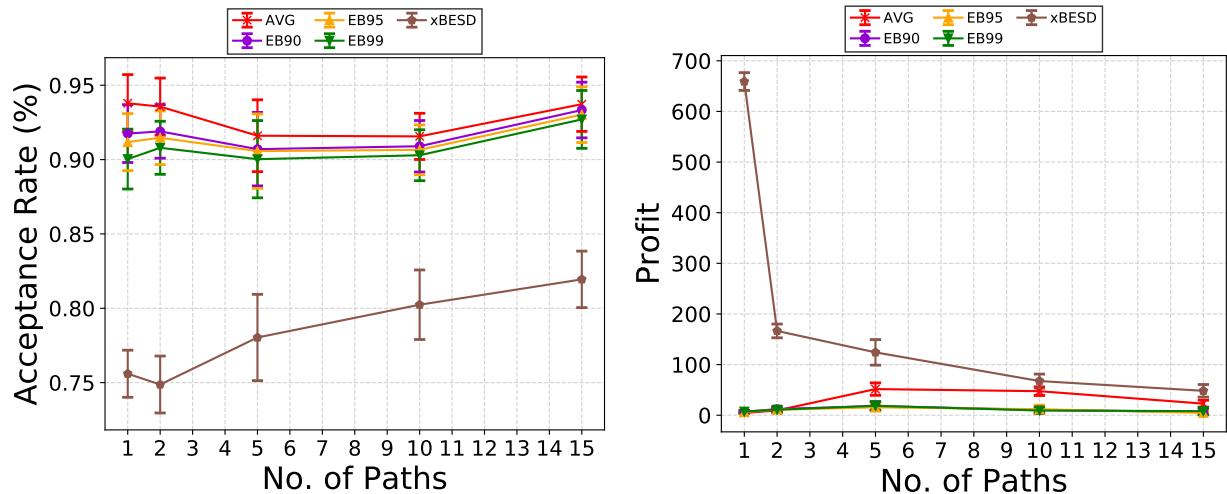 AVG EB95 xBESD
EB90 EB99
Acceptance Rate (%)
0.95
0.90
0.85
0.80
0.75
1 2 3 4 5 6 7 8 9 10 11 12 13 14 15
No. of Paths
AVG EB95 xBESD
EB90 EB99
Profit
700
600
500
400
300
200
100
0
1 2 3 4 5 6 7 8 9 10 11 12 13 14 15
No. of Paths